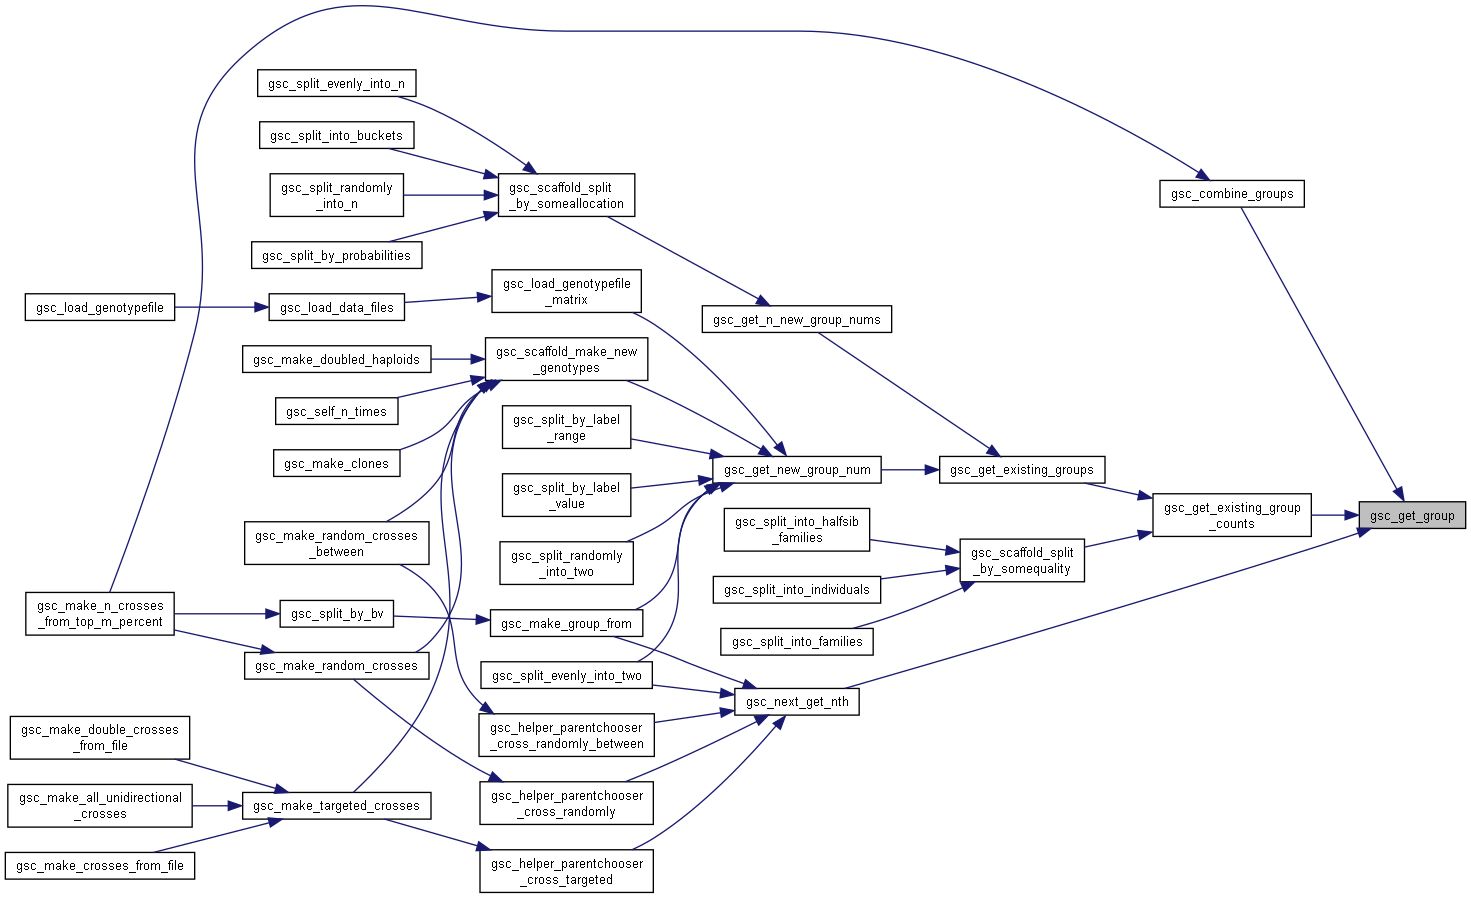 gsc_split_evenly_into_n
gsc_split_into_buckets
gsc_split_randomly
_into_n
gsc_split_by_probabilities
gsc_scaffold_split
_by_someallocation
gsc_combine_groups
gsc_load_genotypefile
gsc_load_data_files
gsc_load_genotypefile
_matrix
gsc_get_n_new_group_nums
gsc_make_doubled_haploids
gsc_scaffold_make_new
_genotypes
gsc_self_n_times
gsc_make_clones
gsc_split_by_label
_range
gsc_split_by_label
_value
gsc_get_new_group_num
gsc_get_existing_groups
gsc_get_existing_group
_counts
gsc_get_group
gsc_make_random_crosses
_between
gsc_split_randomly
_into_two
gsc_split_into_halfsib
_families
gsc_split_into_individuals
gsc_split_into_families
gsc_scaffold_split
_by_somequality
gsc_make_n_crosses
_from_top_m_percent
gsc_split_by_bv
gsc_make_group_from
gsc_make_random_crosses
gsc_split_evenly_into_two
gsc_next_get_nth
gsc_helper_parentchooser
_cross_randomly_between
gsc_make_double_crosses
_from_file
gsc_make_all_unidirectional
_crosses
gsc_make_crosses_from_file
gsc_make_targeted_crosses
gsc_helper_parentchooser
_cross_randomly
gsc_helper_parentchooser
_cross_targeted